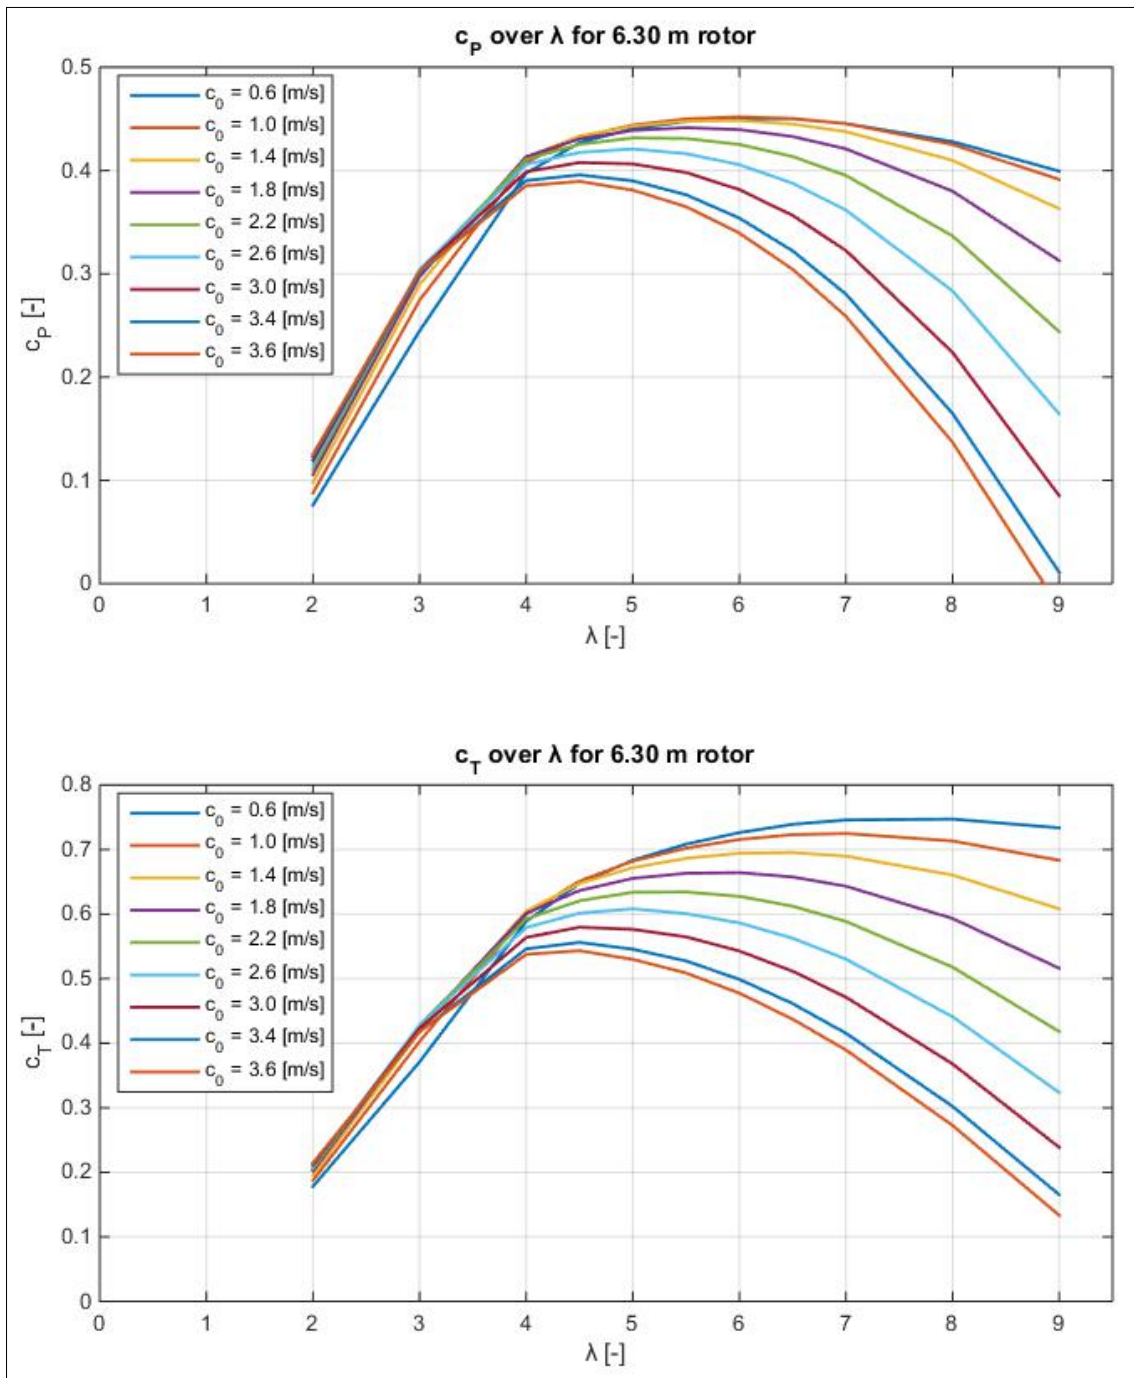 c_P over λ for 6.30 m rotor
0.5
0.4
0.3
0.2
0.1
0
c_P [-]
c_0 = 0.6 [m/s]
c_0 = 1.0 [m/s]
c_0 = 1.4 [m/s]
c_0 = 1.8 [m/s]
c_0 = 2.2 [m/s]
c_0 = 2.6 [m/s]
c_0 = 3.0 [m/s]
c_0 = 3.4 [m/s]
c_0 = 3.6 [m/s]
0 1 2 3 4 5 6 7 8 9
λ [-]
c_T over λ for 6.30 m rotor
0.8
0.7
0.6
0.5
0.4
0.3
0.2
0.1
0
c_T [-]
c_0 = 0.6 [m/s]
c_0 = 1.0 [m/s]
c_0 = 1.4 [m/s]
c_0 = 1.8 [m/s]
c_0 = 2.2 [m/s]
c_0 = 2.6 [m/s]
c_0 = 3.0 [m/s]
c_0 = 3.4 [m/s]
c_0 = 3.6 [m/s]
0 1 2 3 4 5 6 7 8 9
λ [-]